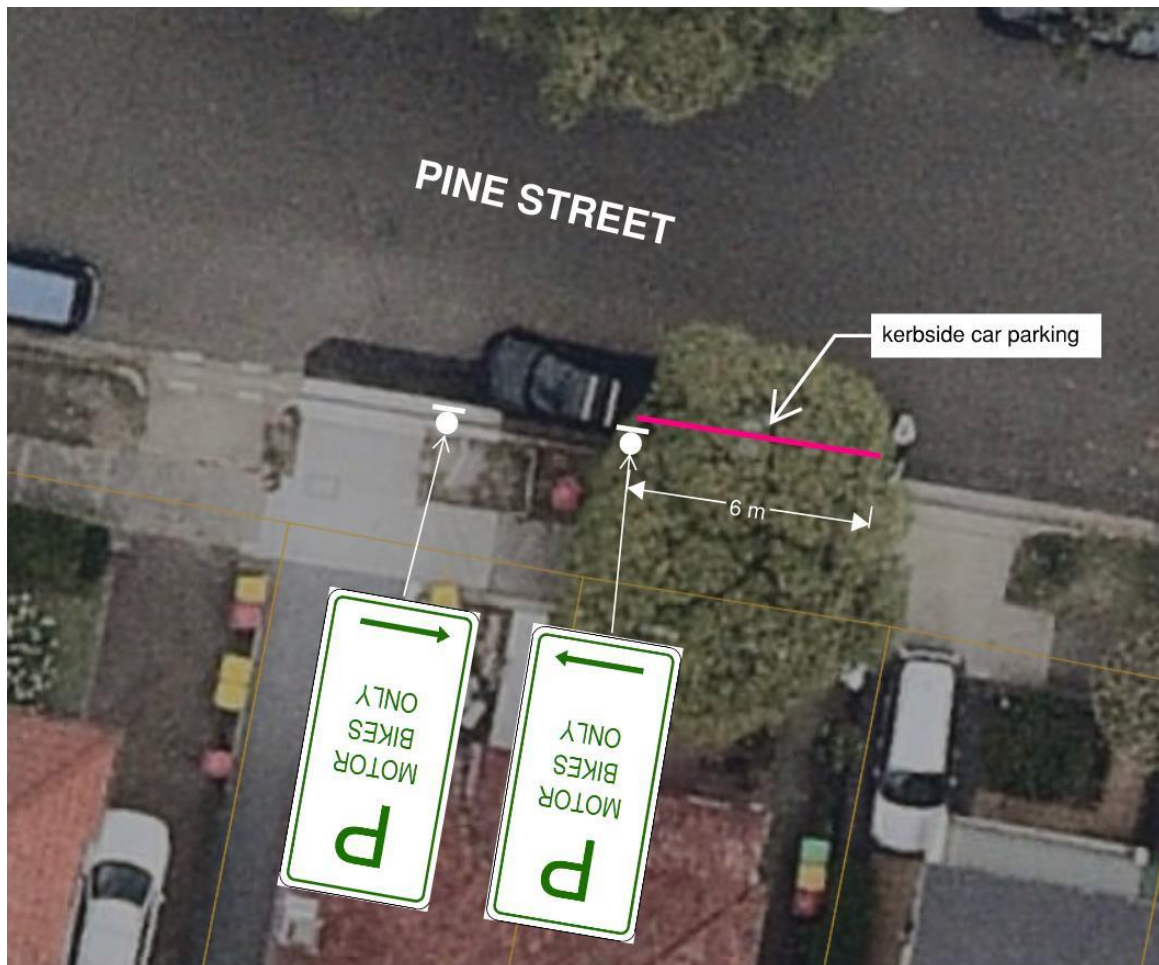 PINE STREET
kerbside car parking
6 m
P
MOTOR
BIKES
ONLY
P
MOTOR
BIKES
ONLY